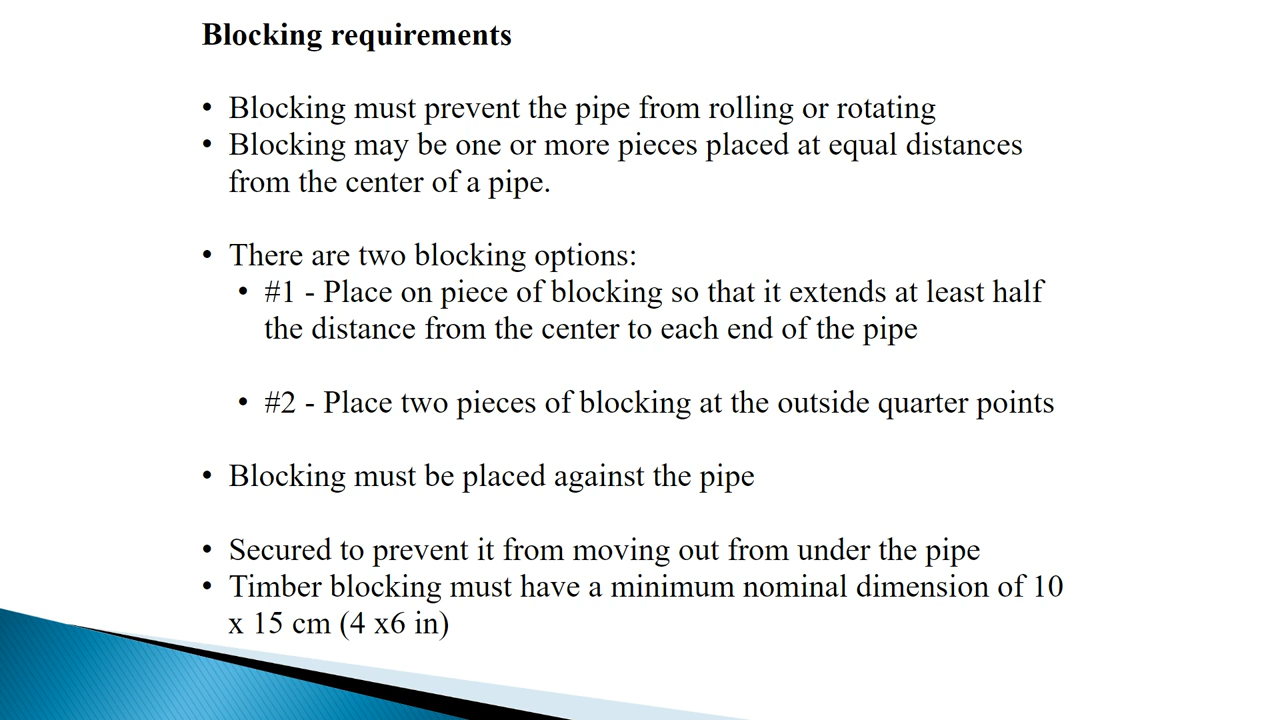 Blocking requirements
• Blocking must prevent the pipe from rolling or rotating
• Blocking may be one or more pieces placed at equal distances
from the center of a pipe.
• There are two blocking options:
• #1 - Place on piece of blocking so that it extends at least half
the distance from the center to each end of the pipe
• #2 - Place two pieces of blocking at the outside quarter points
• Blocking must be placed against the pipe
• Secured to prevent it from moving out from under the pipe
• Timber blocking must have a minimum nominal dimension of 10
x 15 cm (4 x6 in)